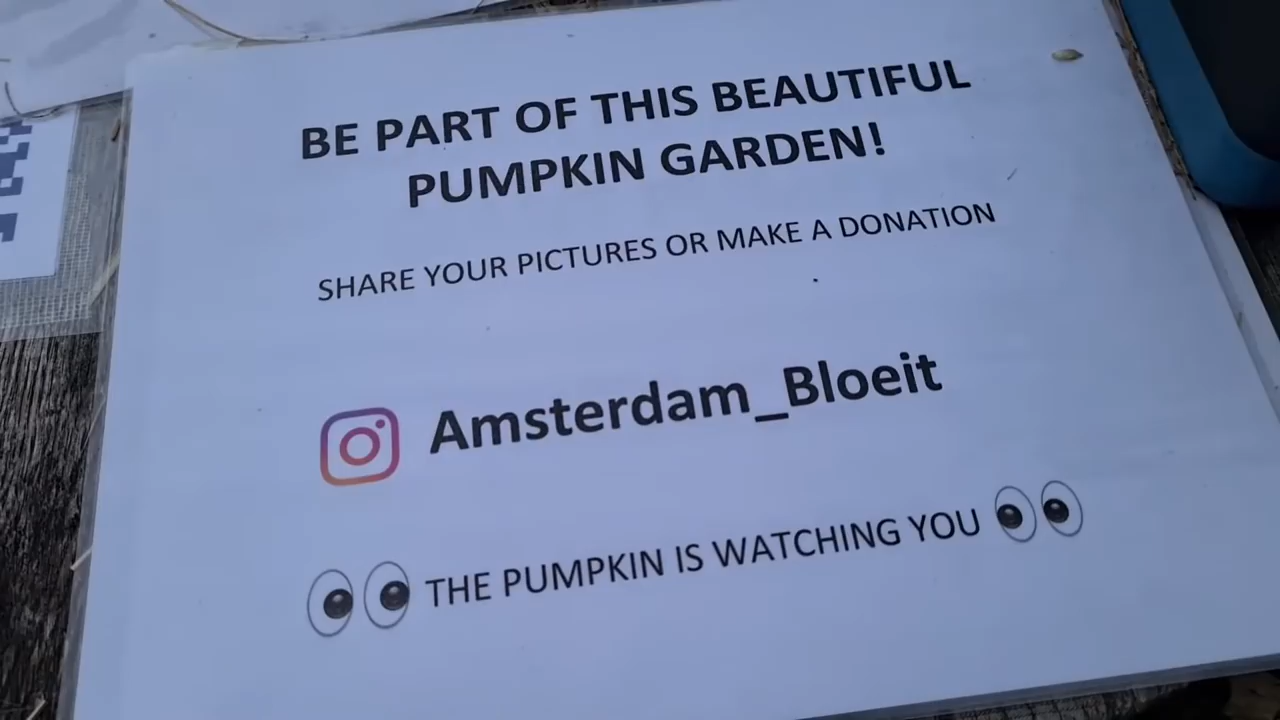 BE PART OF THIS BEAUTIFUL
PUMPKIN GARDEN!
SHARE YOUR PICTURES OR MAKE A DONATION
Amsterdam_Bloeit
THE PUMPKIN IS WATCHING YOU